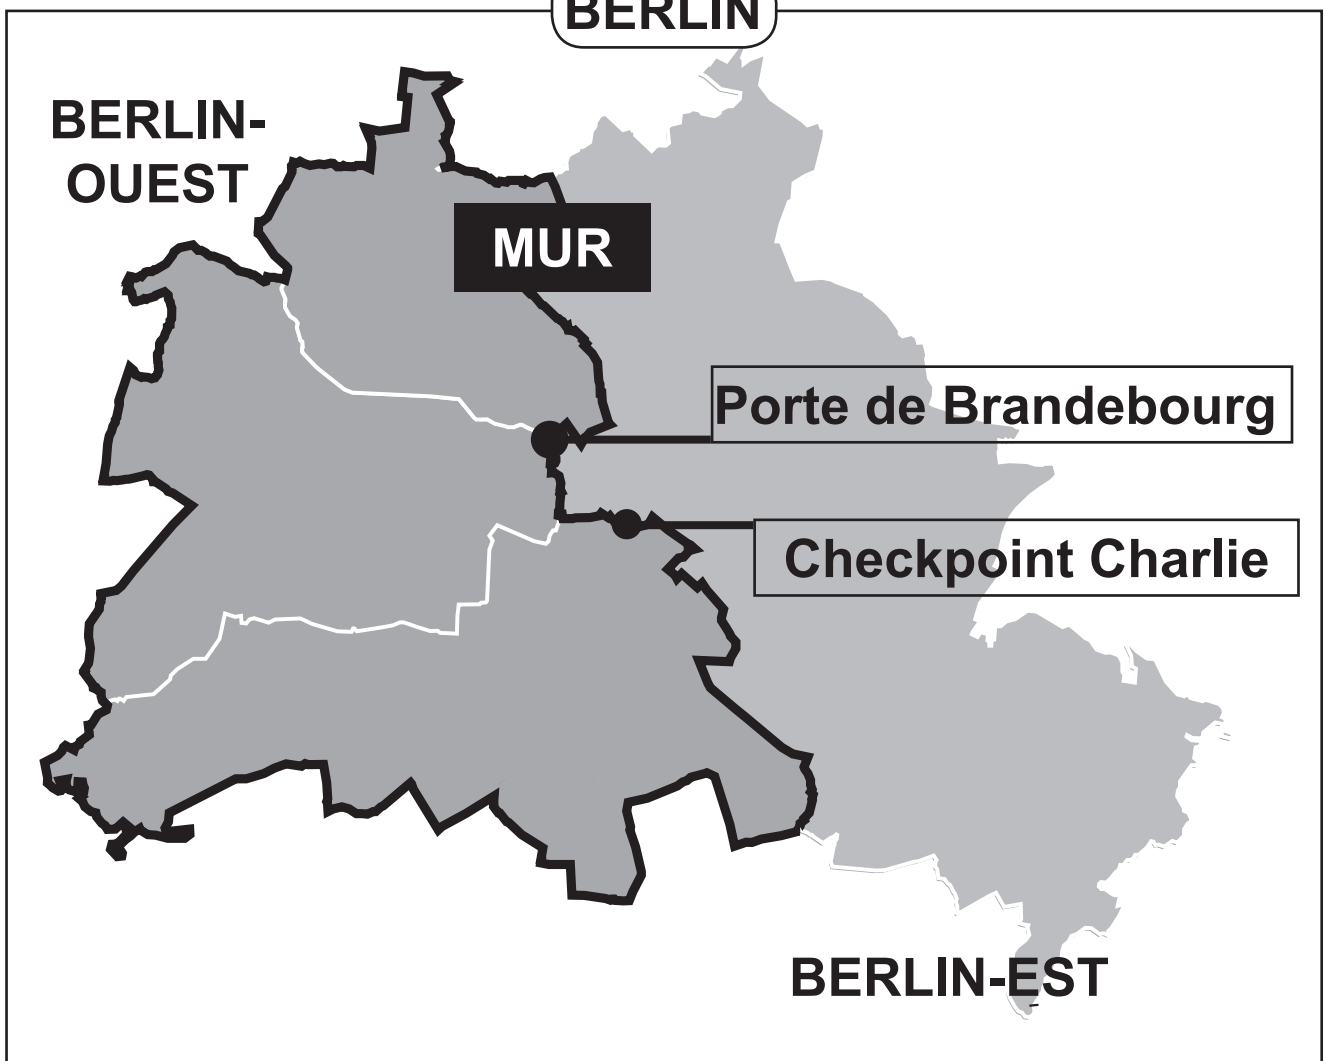 BERLIN
BERLIN-
OUEST
MUR
Porte de Brandebourg
Checkpoint Charlie
BERLIN-EST